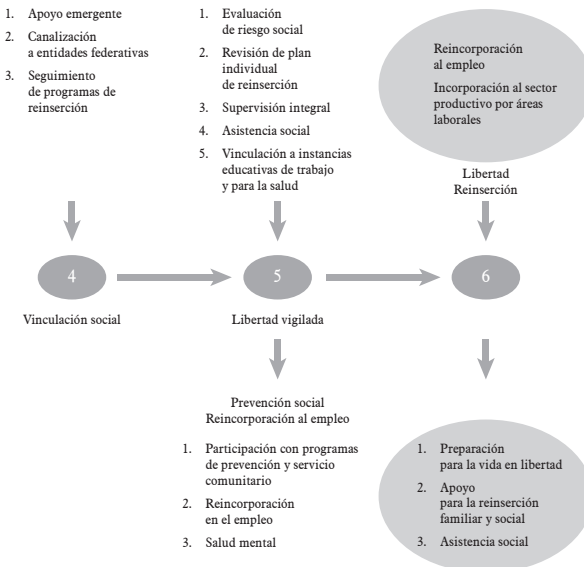 1. Apoyo emergente
2. Canalización
a entidades federativas
3. Seguimiento
de programas de
reinserción
1. Evaluación
de riesgo social
2. Revisión de plan
individual
de reinserción
3. Supervisión integral
4. Asistencia social
5. Vinculación a instancias
educativas de trabajo
y para la salud
Reincorporación
al empleo
Incorporación al sector
productivo por áreas
laborales
Libertad
Reinserción
4
5
6
Vinculación social
Libertad vigilada
Prevención social
Reincorporación al empleo
1. Participación con programas
de prevención y servicio
comunitario
2. Reincorporación
en el empleo
3. Salud mental
1. Preparación
para la vida en libertad
2. Apoyo
para la reinserción
familiar y social
3. Asistencia social